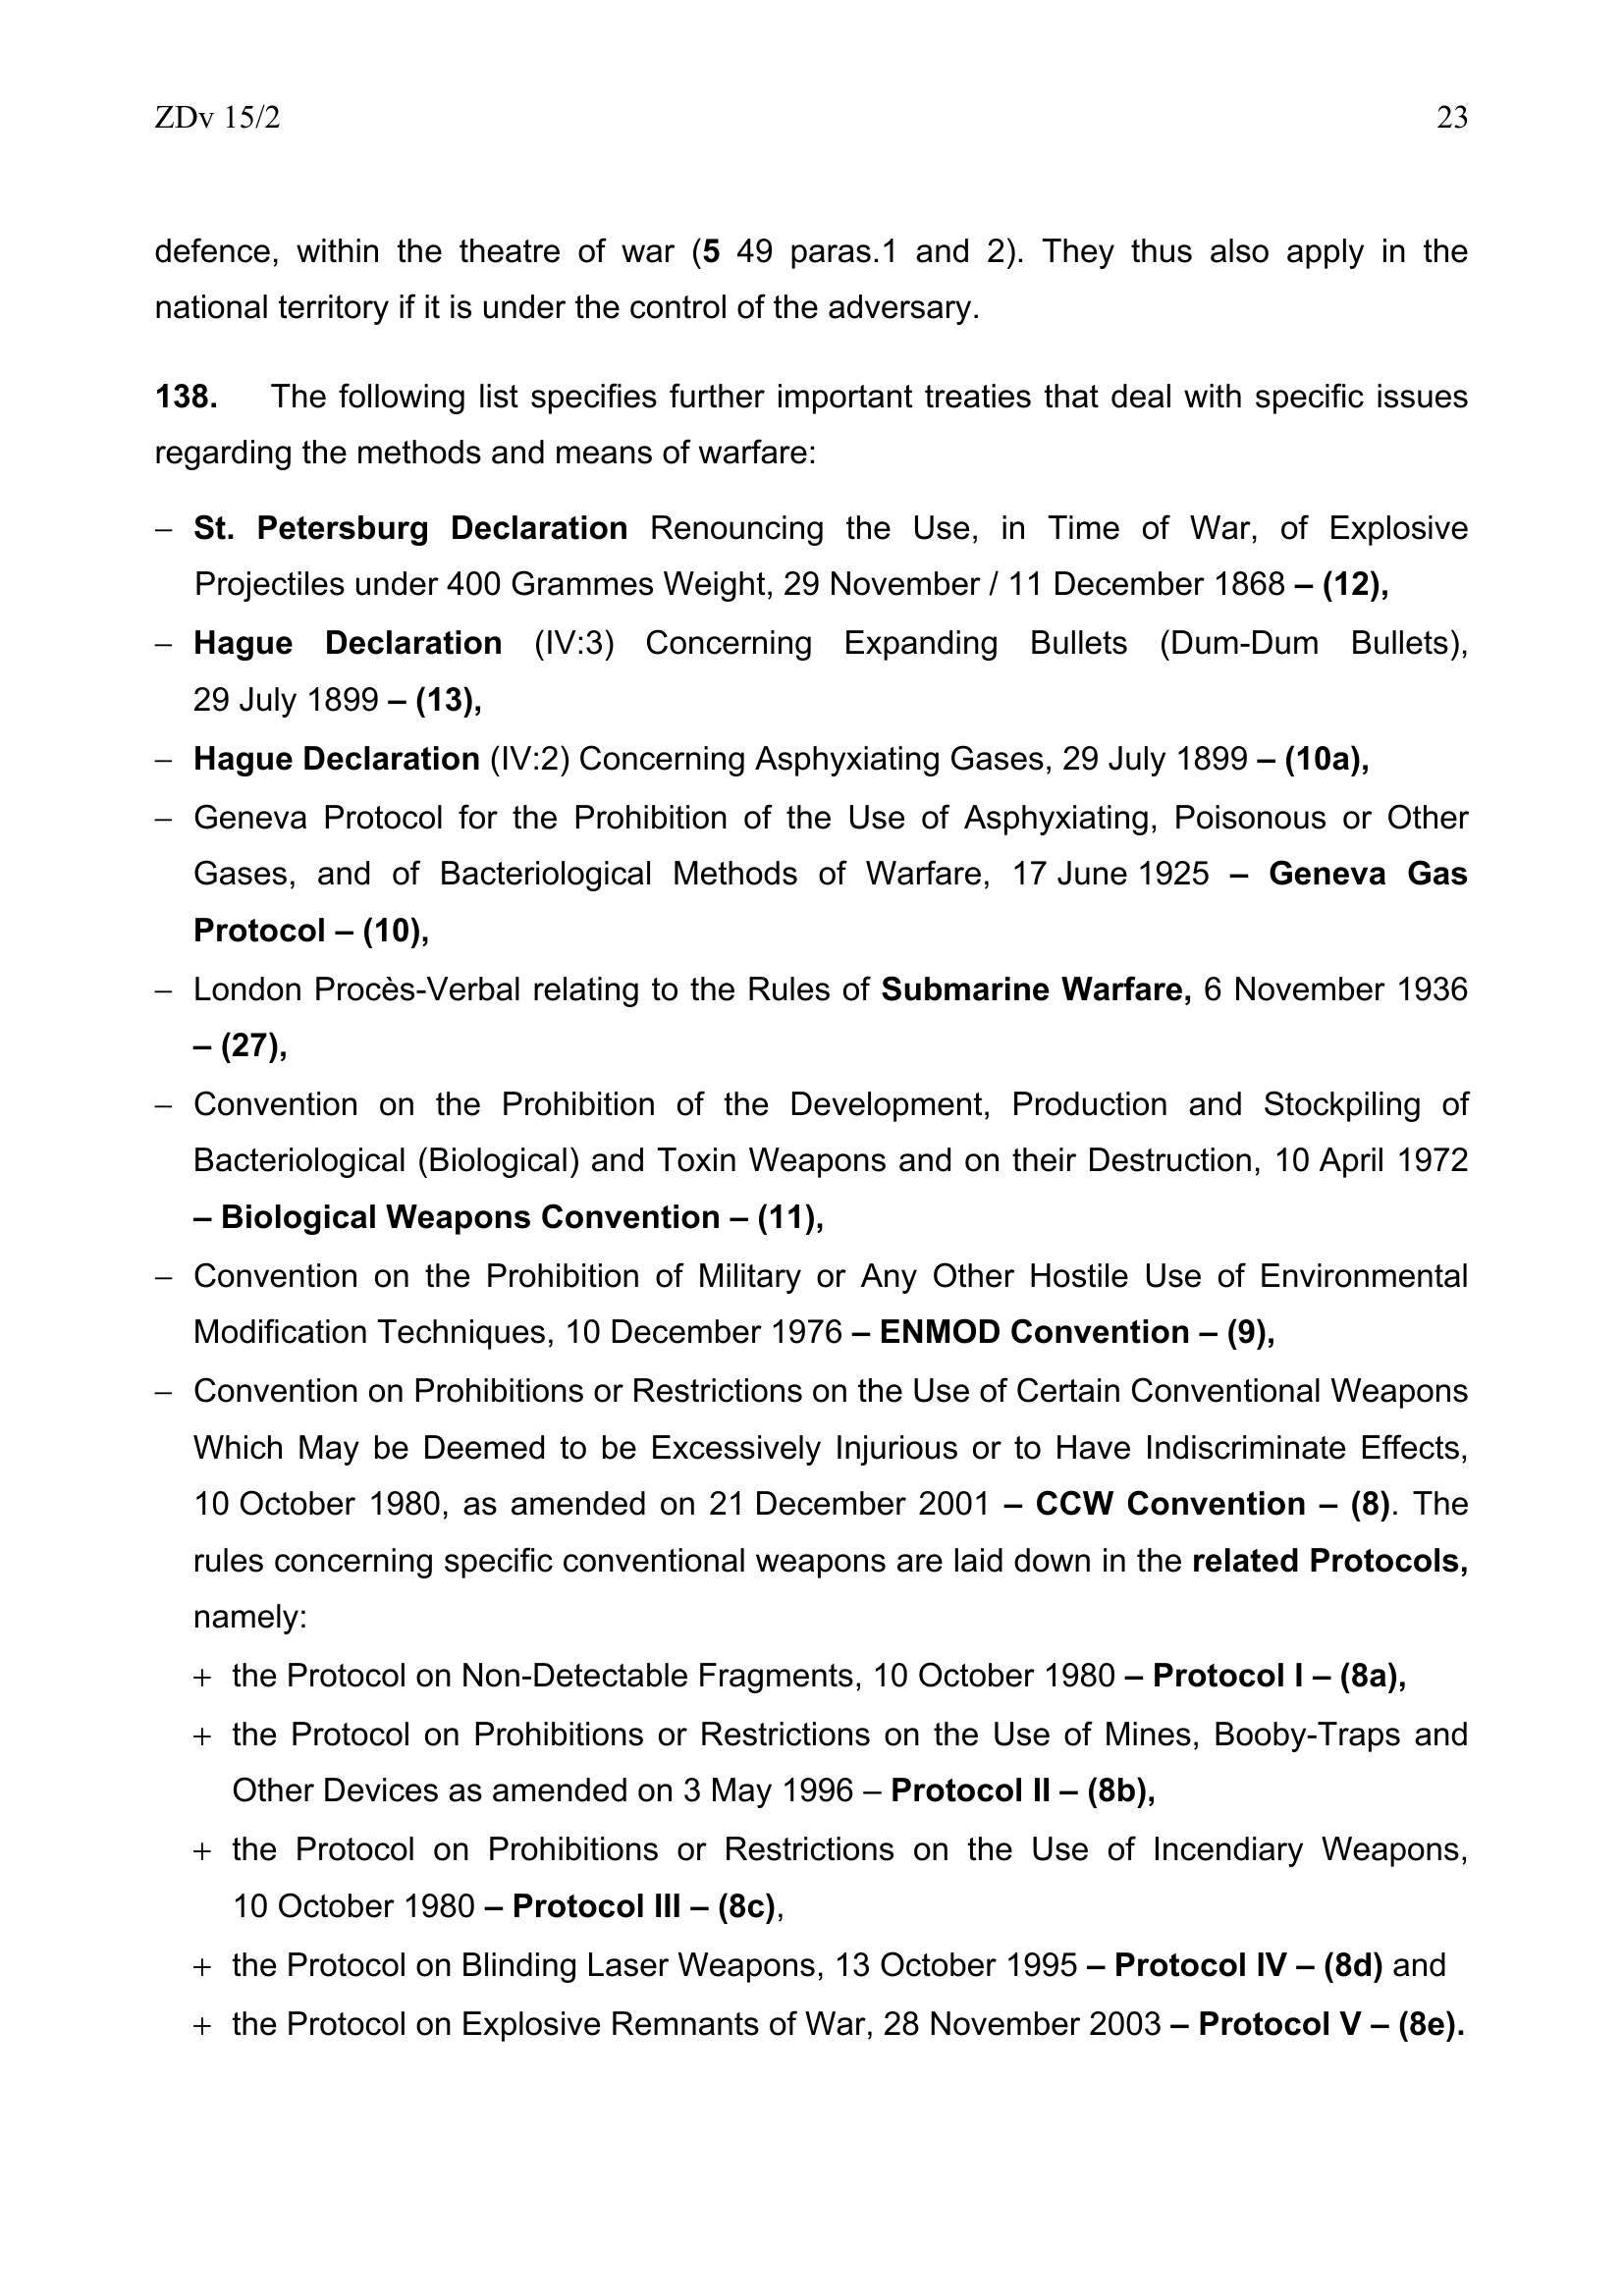 ZDv 15/2 23
defence, within the theatre of war (5 49 paras.1 and 2). They thus also apply in the
national territory if it is under the control of the adversary.
138. The following list specifies further important treaties that deal with specific issues
regarding the methods and means of warfare:
– St. Petersburg Declaration Renouncing the Use, in Time of War, of Explosive
Projectiles under 400 Grammes Weight, 29 November / 11 December 1868 – (12),
– Hague Declaration (IV:3) Concerning Expanding Bullets (Dum-Dum Bullets),
29 July 1899 – (13),
– Hague Declaration (IV:2) Concerning Asphyxiating Gases, 29 July 1899 – (10a),
– Geneva Protocol for the Prohibition of the Use of Asphyxiating, Poisonous or Other
Gases, and of Bacteriological Methods of Warfare, 17 June 1925 – Geneva Gas
Protocol – (10),
– London Procès-Verbal relating to the Rules of Submarine Warfare, 6 November 1936
– (27),
– Convention on the Prohibition of the Development, Production and Stockpiling of
Bacteriological (Biological) and Toxin Weapons and on their Destruction, 10 April 1972
– Biological Weapons Convention – (11),
– Convention on the Prohibition of Military or Any Other Hostile Use of Environmental
Modification Techniques, 10 December 1976 – ENMOD Convention – (9),
– Convention on Prohibitions or Restrictions on the Use of Certain Conventional Weapons
Which May be Deemed to be Excessively Injurious or to Have Indiscriminate Effects,
10 October 1980, as amended on 21 December 2001 – CCW Convention – (8). The
rules concerning specific conventional weapons are laid down in the related Protocols,
namely:
+ the Protocol on Non-Detectable Fragments, 10 October 1980 – Protocol I – (8a),
+ the Protocol on Prohibitions or Restrictions on the Use of Mines, Booby-Traps and
Other Devices as amended on 3 May 1996 – Protocol II – (8b),
+ the Protocol on Prohibitions or Restrictions on the Use of Incendiary Weapons,
10 October 1980 – Protocol III – (8c),
+ the Protocol on Blinding Laser Weapons, 13 October 1995 – Protocol IV – (8d) and
+ the Protocol on Explosive Remnants of War, 28 November 2003 – Protocol V – (8e).